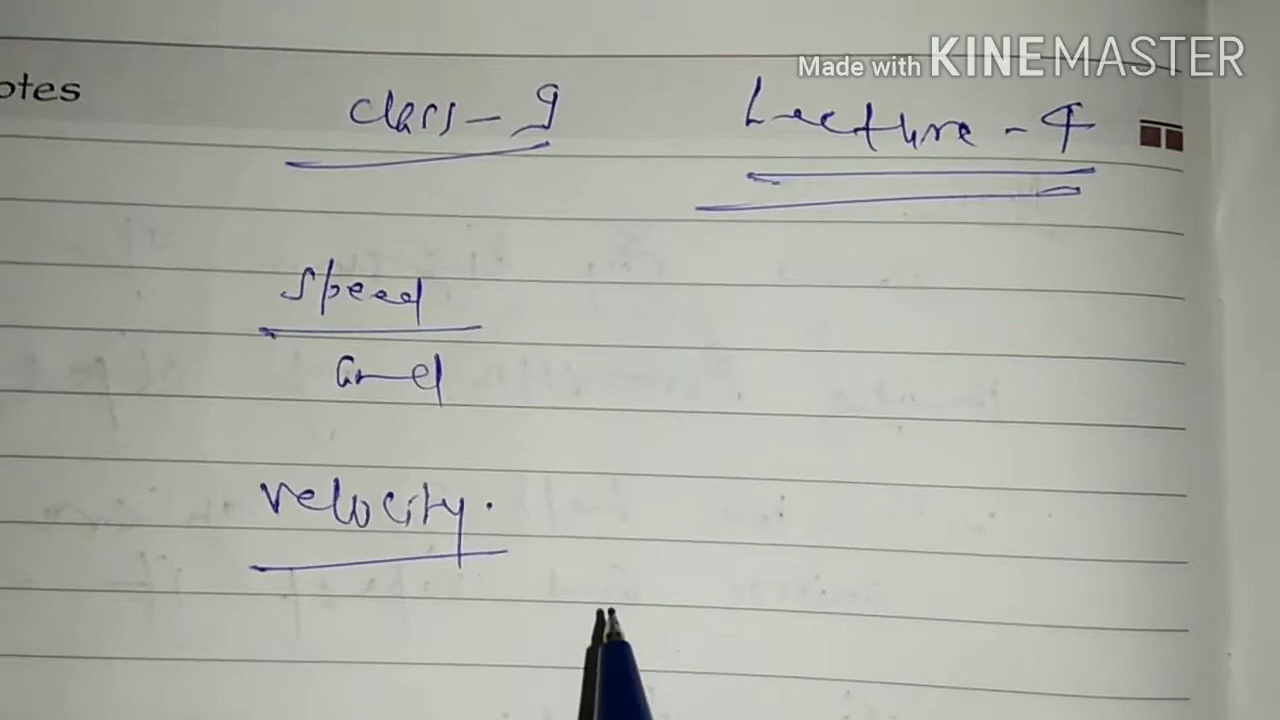 Made with KINEMASTER
otes
Class - 9
Lecture - 4
Speed
and
velocity.